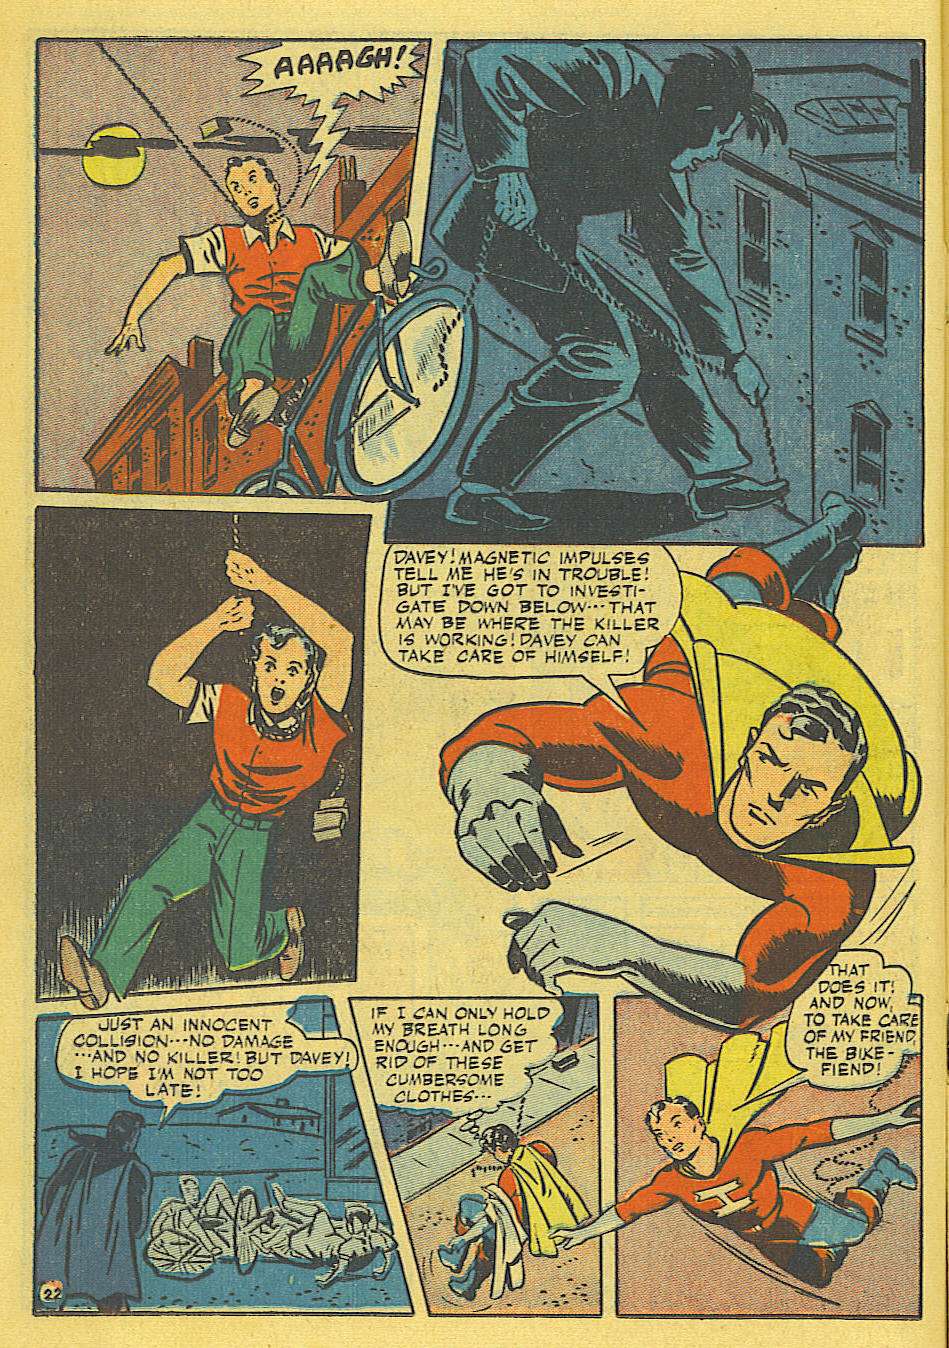 AAAAGH!
DAVEY! MAGNETIC IMPULSES
TELL ME HE'S IN TROUBLE!
BUT I'VE GOT TO INVESTI-
GATE DOWN BELOW...THAT
MAY BE WHERE THE KILLER
IS WORKING! DAVEY CAN
TAKE CARE OF HIMSELF!
JUST AN INNOCENT
COLLISION...NO DAMAGE
...AND NO KILLER! BUT DAVEY!
I HOPE I'M NOT TOO
LATE!
IF I CAN ONLY HOLD
MY BREATH LONG
ENOUGH...AND GET
RID OF THESE
CUMBERSOME
CLOTHES...
THAT
DOES IT!
AND NOW,
TO TAKE CARE
OF MY FRIEND,
THE BIKE-
FIEND!
H
22